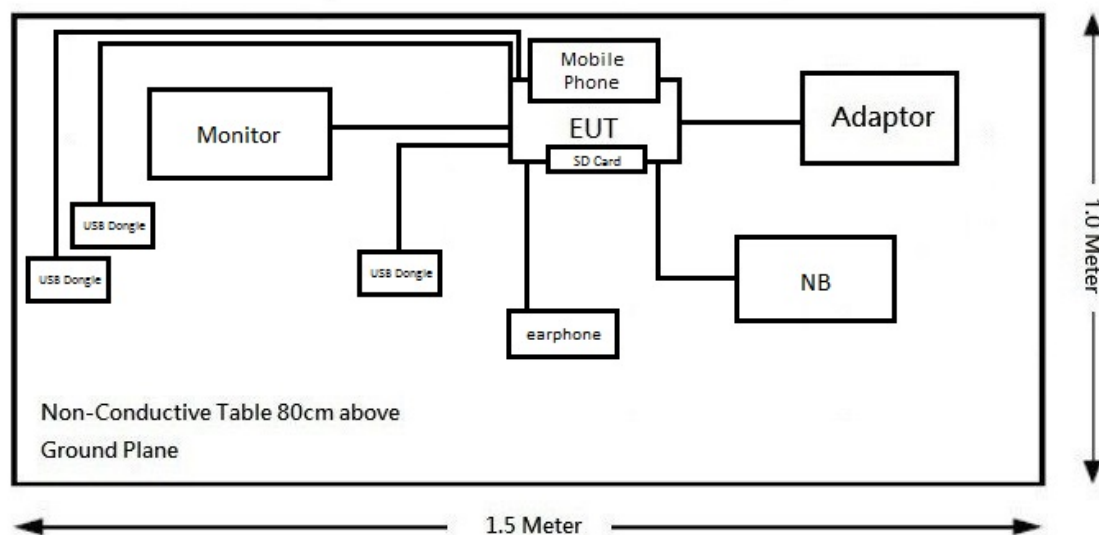 Mobile
Phone
Monitor
EUT
Adaptor
SD Card
USB Dongle
USB Dongle
USB Dongle
NB
earphone
Non-Conductive Table 80cm above
Ground Plane
1.0 Meter
1.5 Meter